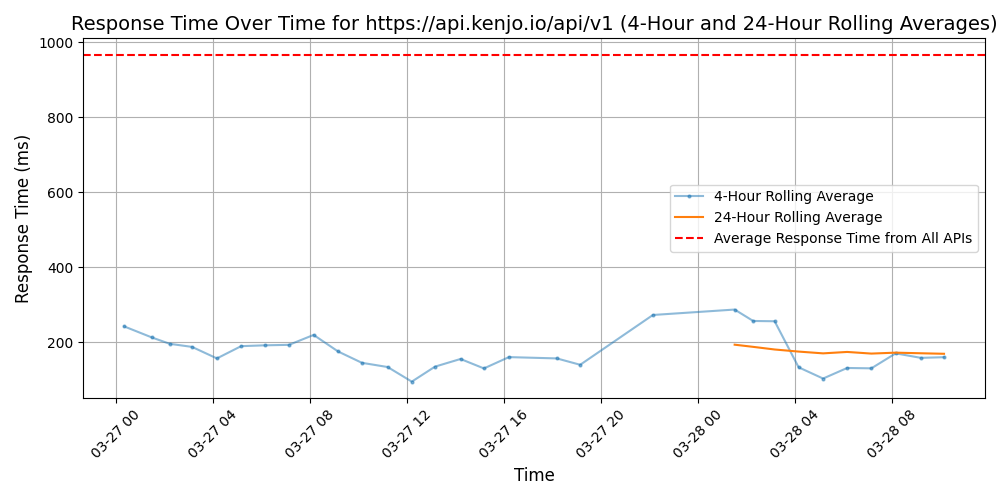 Response Time Over Time for https://api.kenjo.io/api/v1 (4-Hour and 24-Hour Rolling Averages)
Response Time (ms)
1000
800
600
400
200
4-Hour Rolling Average
24-Hour Rolling Average
Average Response Time from All APIs
03-27 00
03-27 04
03-27 08
03-27 12
03-27 16
03-27 20
03-28 00
03-28 04
03-28 08
Time